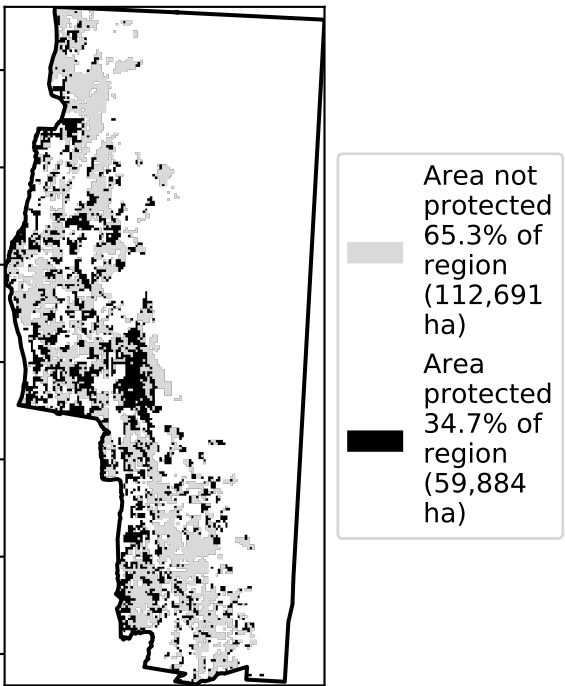 Area not
protected
65.3% of
region
(112,691
ha)
Area
protected
34.7% of
region
(59,884
ha)